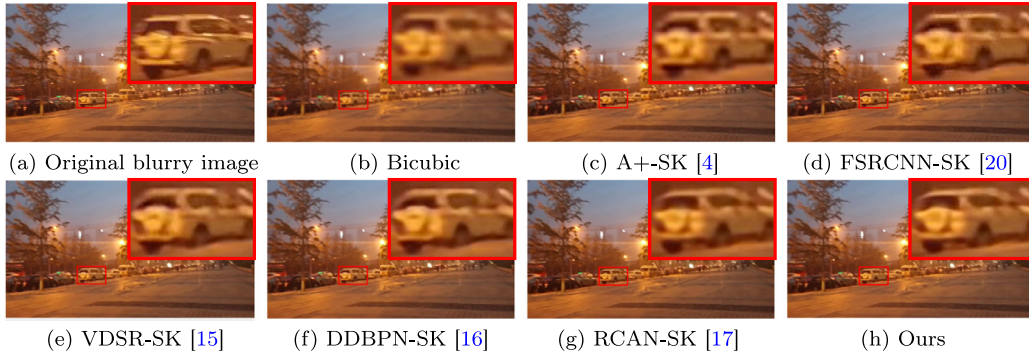 (a) Original blurry image (b) Bicubic (c) A+-SK [4] (d) FSRCNN-SK [20]
(e) VDSR-SK [15] (f) DDBPN-SK [16] (g) RCAN-SK [17] (h) Ours